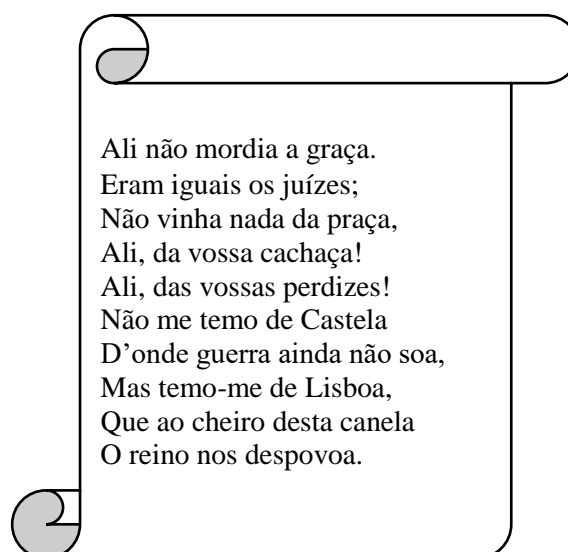 Ali não mordia a graça.
Eram iguais os juízes;
Não vinha nada da praça,
Ali, da vossa cachaça!
Ali, das vossas perdizes!
Não me temo de Castela
D’onde guerra ainda não soa,
Mas temo-me de Lisboa,
Que ao cheiro desta canela
O reino nos despovoa.